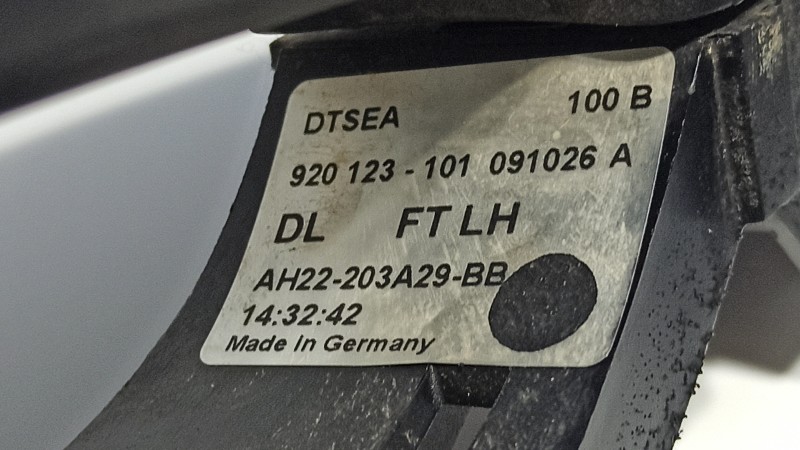 DTSEA 100 B
920 123 - 101 091026 A
DL FT LH
AH22-203A29-BB
14:32:42
Made in Germany